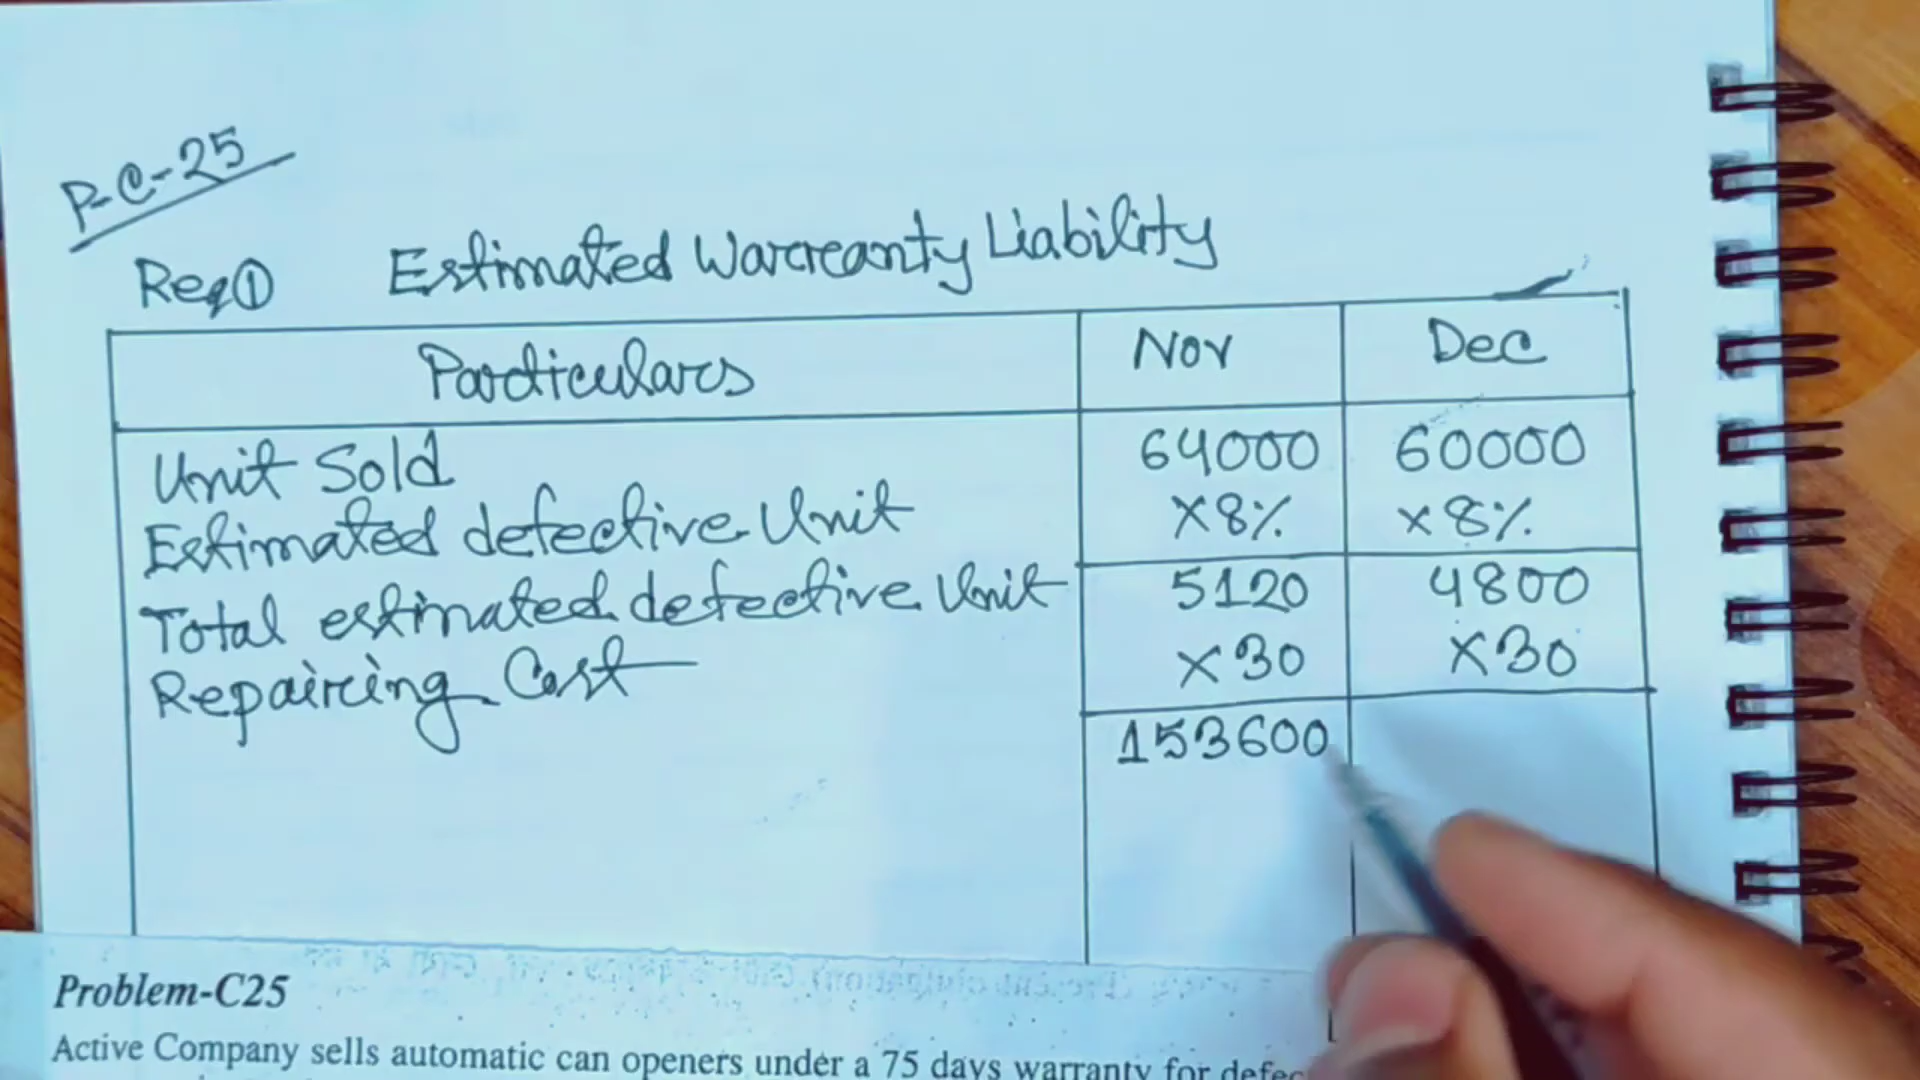 P-C-25
Req① Estimated Warranty Liability
Particulars Nov Dec
Unit Sold 64000 60000
Estimated defective Unit X8% X8%
Total estimated defective Unit 5120 4800
Repairing Cost X30 X30
153600
Problem-C25
Active Company sells automatic can openers under a 75 days warranty for defec